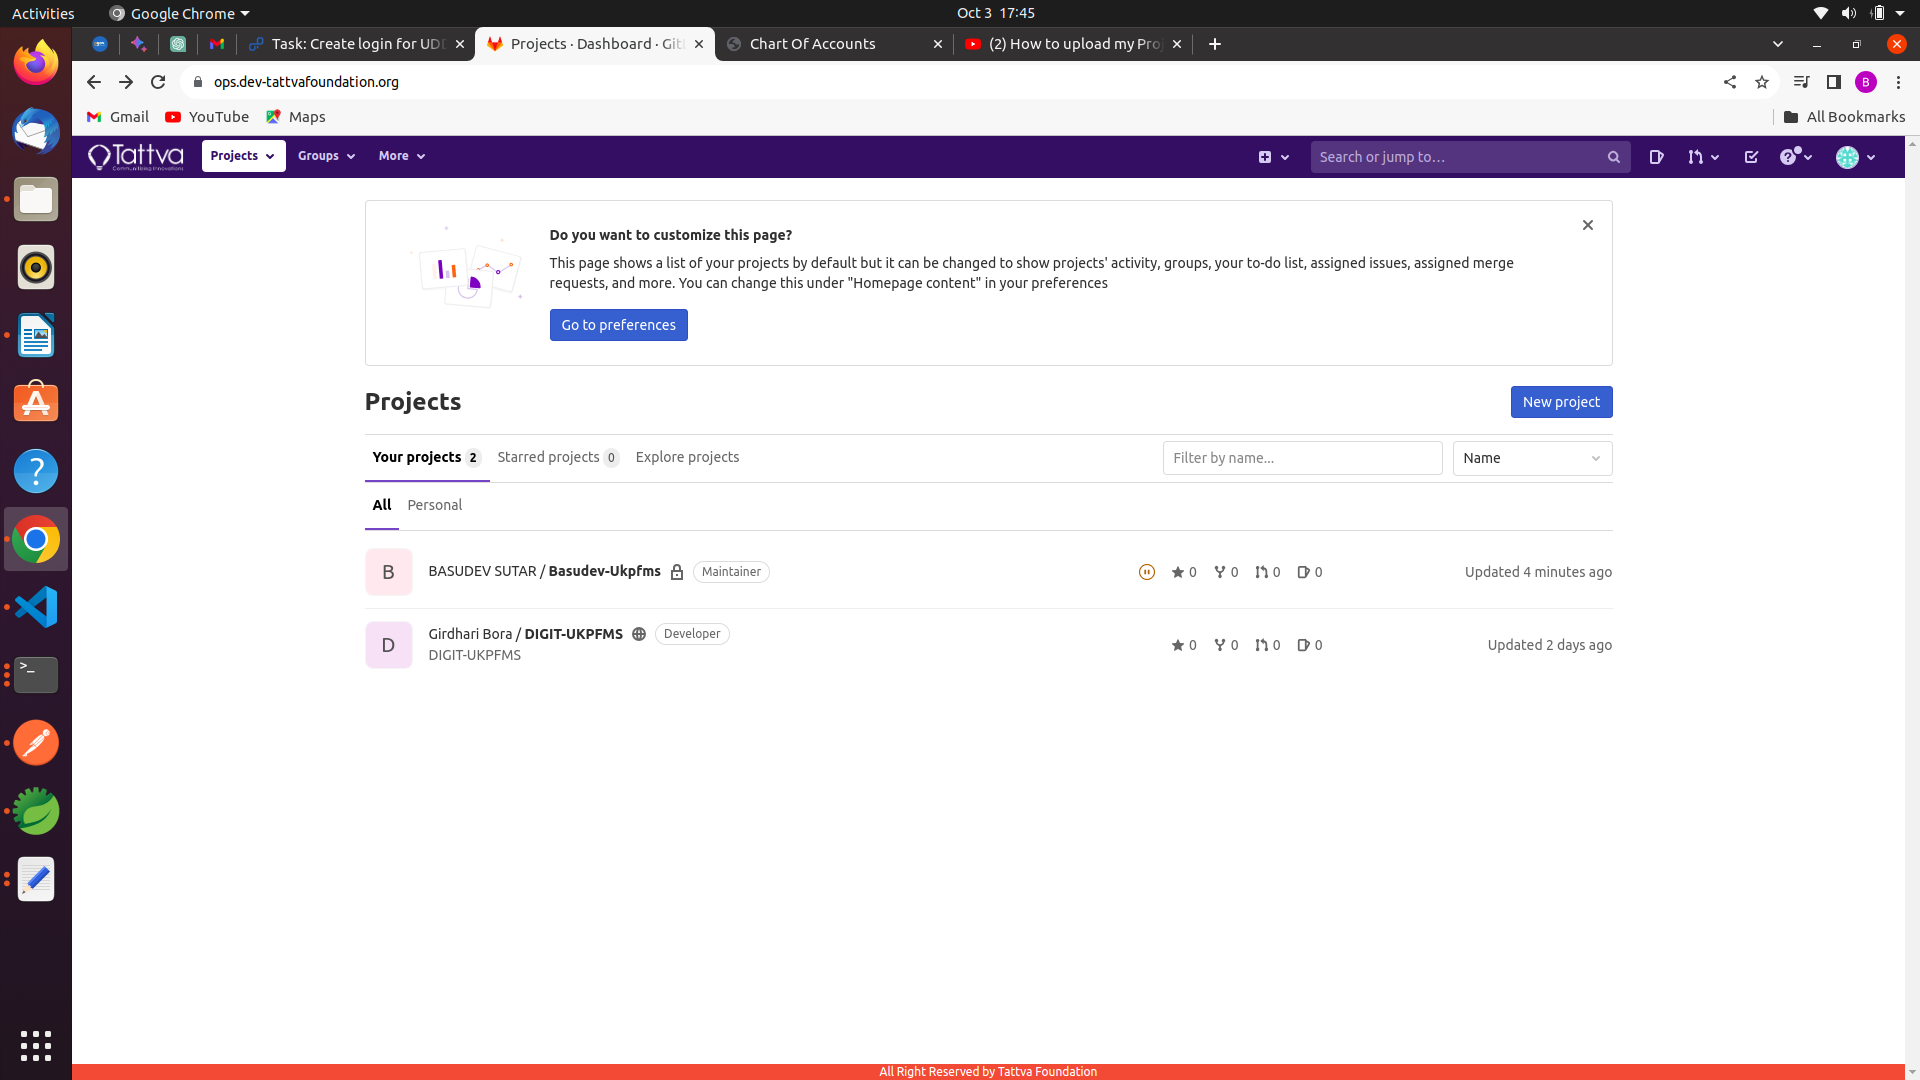 Activities
Google Chrome
Oct 3 17:45
Task: Create login for UDD
Projects · Dashboard · Git
Chart Of Accounts
(2) How to upload my Proj
ops.dev-tattvafoundation.org
B
Gmail
YouTube
Maps
All Bookmarks
Tattva
Projects
Groups
More
Search or jump to...
Do you want to customize this page?
This page shows a list of your projects by default but it can be changed to show projects' activity, groups, your to-do list, assigned issues, assigned merge
requests, and more. You can change this under "Homepage content" in your preferences
Go to preferences
Projects
New project
Your projects 2
Starred projects 0
Explore projects
Filter by name...
Name
All
Personal
B
BASUDEV SUTAR / Basudev-Ukpfms
Maintainer
0 0 0 0
Updated 4 minutes ago
D
Girdhari Bora / DIGIT-UKPFMS
Developer
DIGIT-UKPFMS
0 0 0 0
Updated 2 days ago
All Right Reserved by Tattva Foundation